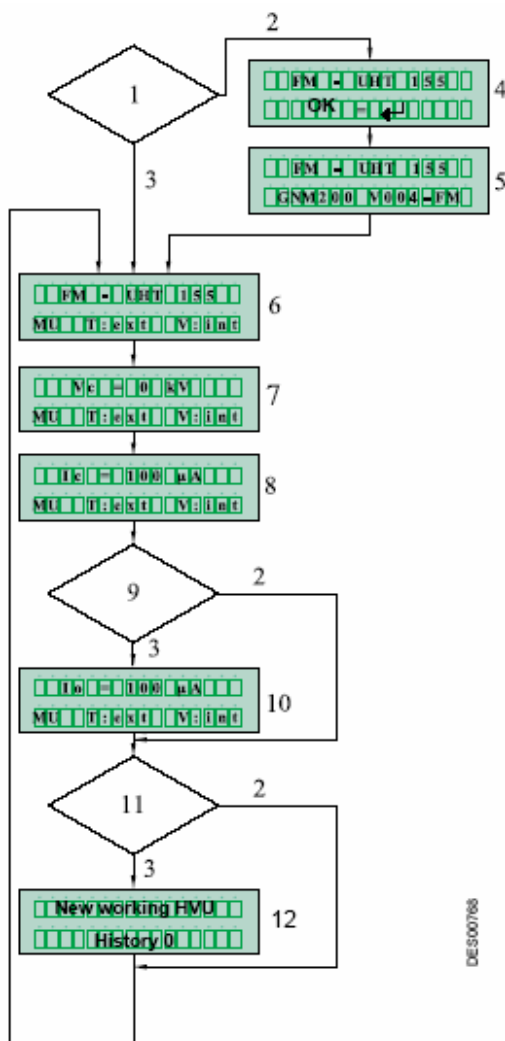 2
1
FM - UHT 155
OK = ↵
4
3
FM - UHT 155
GNM200 V004-FM
5
FM - UHT 155
MU T:ext V:int
6
Vc = 0 kV
MU T:ext V:int
7
Ic = 100 µA
MU T:ext V:int
8
9
2
3
Io = 100 µA
MU T:ext V:int
10
11
2
3
New working HVU
History 0
12
DES00768